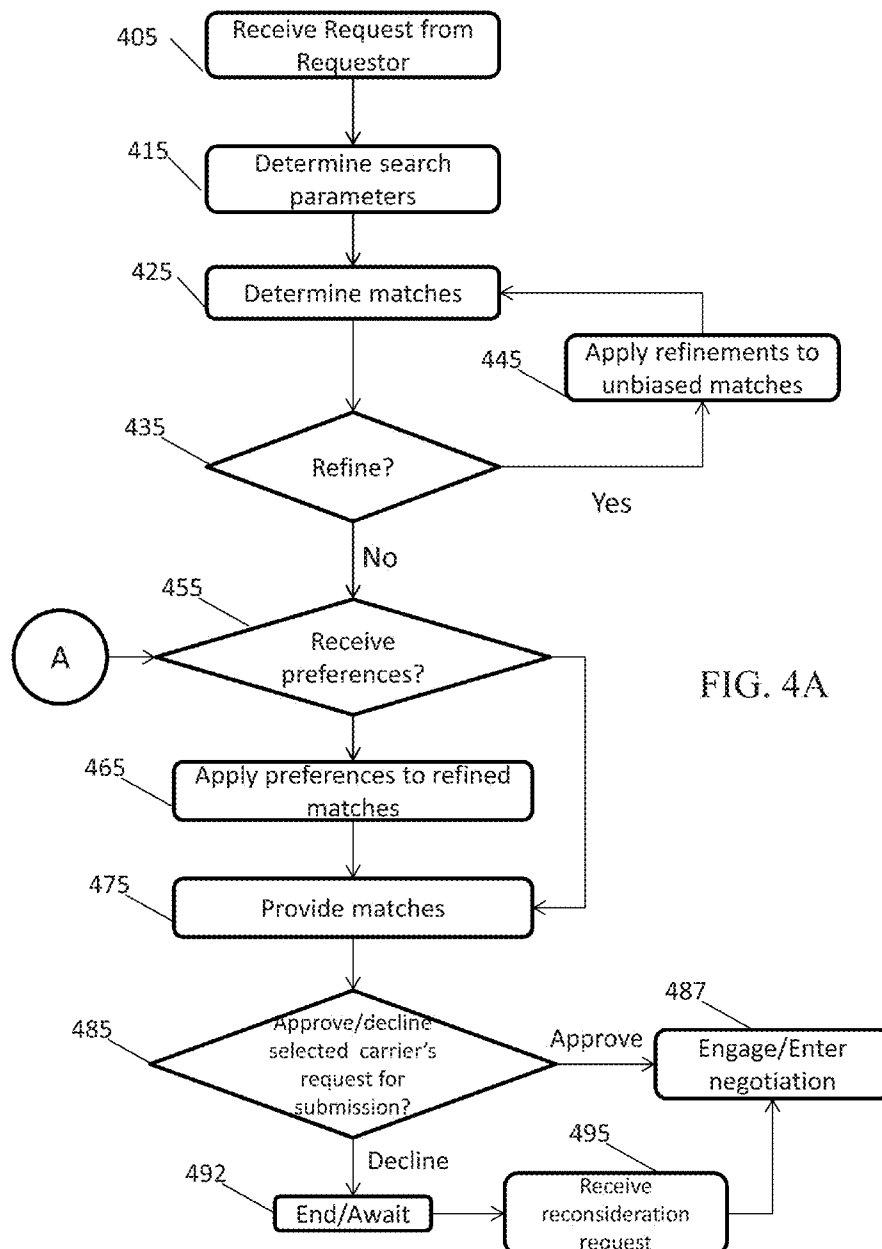 405
Receive Request from
Requestor
415
Determine search
parameters
425
Determine matches
445
Apply refinements to
unbiased matches
435
Refine?
Yes
No
455
A
Receive
preferences?
FIG. 4A
465
Apply preferences to refined
matches
475
Provide matches
485
Approve/decline
selected carrier's
request for
submission?
Approve
487
Engage/Enter
negotiation
Decline
492
End/Await
495
Receive
reconsideration
request